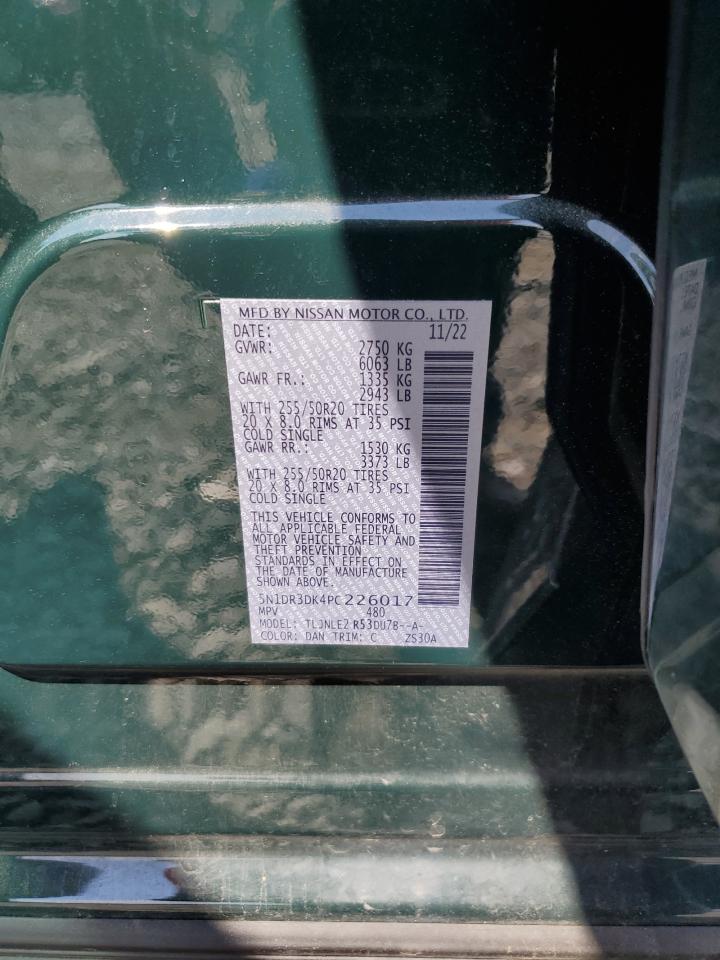 MFD BY NISSAN MOTOR CO., LTD.
DATE: 11/22
GVWR: 2750 KG
6063 LB
GAWR FR.: 1335 KG
2943 LB
WITH 255/50R20 TIRES
20 X 8.0 RIMS AT 35 PSI
COLD SINGLE
GAWR RR.: 1530 KG
3373 LB
WITH 255/50R20 TIRES
20 X 8.0 RIMS AT 35 PSI
COLD SINGLE
THIS VEHICLE CONFORMS TO
ALL APPLICABLE FEDERAL
MOTOR VEHICLE SAFETY AND
THEFT PREVENTION
STANDARDS IN EFFECT ON
THE DATE OF MANUFACTURE
SHOWN ABOVE.
5N1DR3DK4PC226017
MPV 480
MODEL: TLJNLEZ R53DU7B--A-
COLOR: DAN TRIM: C ZS30A